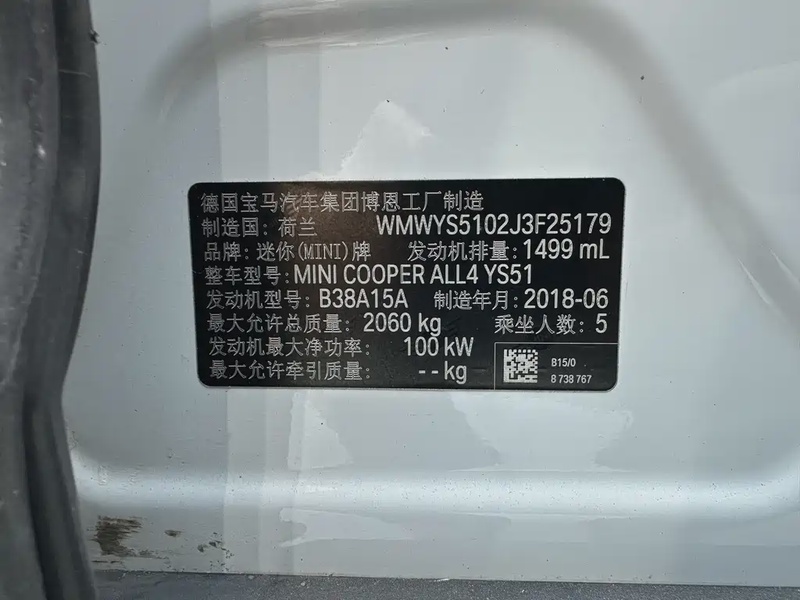 德国宝马汽车集团博恩工厂制造
制造国: 荷兰 WMWYS5102J3F25179
品牌: 迷你(MINI)牌 发动机排量: 1499 mL
整车型号: MINI COOPER ALL4 YS51
发动机型号: B38A15A 制造年月: 2018-06
最大允许总质量: 2060 kg 乘坐人数: 5
发动机最大净功率: 100 kW
最大允许牵引质量: -- kg
B15/0
8 738 767